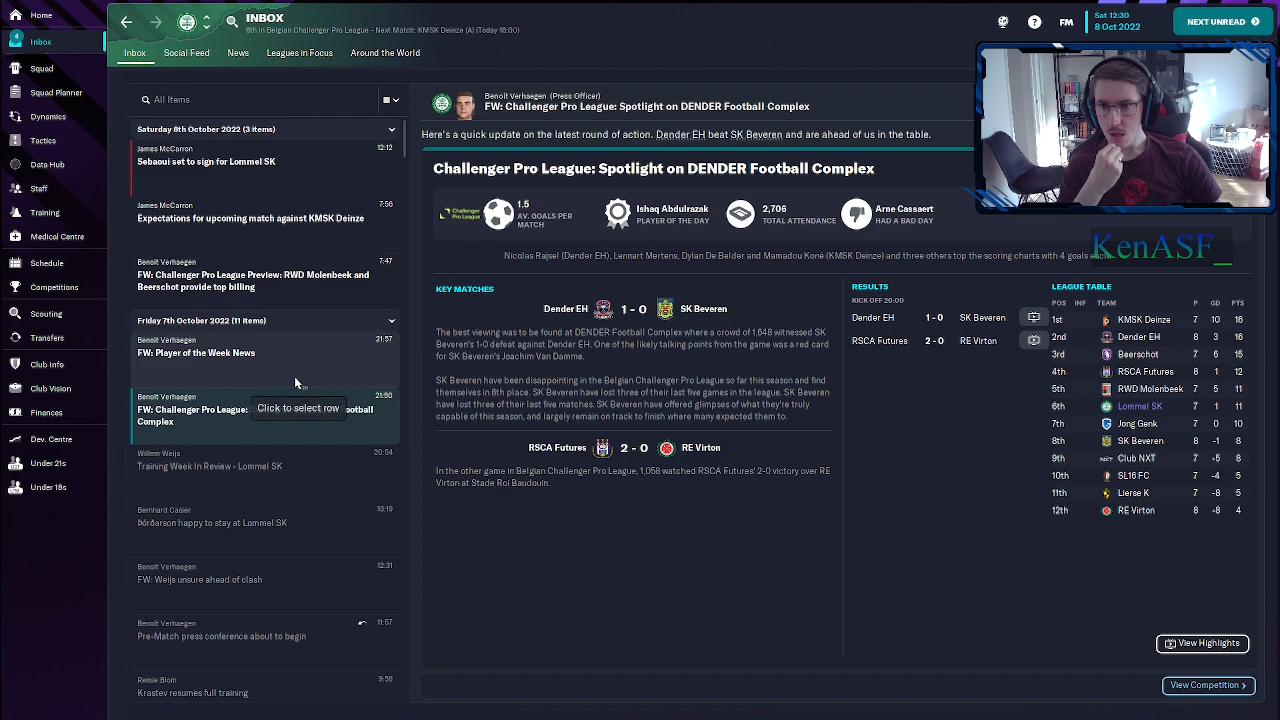 Home
4
Inbox
Squad
Squad Planner
Dynamics
Tactics
Data Hub
Staff
Training
Medical Centre
Schedule
Competitions
Scouting
Transfers
Club Info
Club Vision
Finances
Dev. Centre
Under 21s
Under 18s
INBOX
6th in Belgian Challenger Pro League - Next Match: KMSK Deinze (A) (Today 16:00)
FM
Sat 12:30
8 Oct 2022
NEXT UNREAD
Inbox
Social Feed
News
Leagues in Focus
Around the World
All Items
Saturday 8th October 2022 (3 items)
James McCarron 12:12
Sebaoui set to sign for Lommel SK
James McCarron 7:56
Expectations for upcoming match against KMSK Deinze
Benoît Verhaegen 7:47
FW: Challenger Pro League Preview: RWD Molenbeek and
Beerschot provide top billing
Friday 7th October 2022 (11 items)
Benoît Verhaegen 21:57
FW: Player of the Week News
Benoît Verhaegen 21:50
FW: Challenger Pro League:
ootball
Complex
Click to select row
Willem Weijs 20:54
Training Week In Review - Lommel SK
Bernhard Casier 13:19
Þórðarson happy to stay at Lommel SK
Benoît Verhaegen 12:31
FW: Weijs unsure ahead of clash
Benoît Verhaegen 11:57
Pre-Match press conference about to begin
Remie Blom 9:58
Krastev resumes full training
Benoît Verhaegen (Press Officer)
FW: Challenger Pro League: Spotlight on DENDER Football Complex
Here's a quick update on the latest round of action. Dender EH beat SK Beveren and are ahead of us in the table.
Challenger Pro League: Spotlight on DENDER Football Complex
Challenger Pro League
1.5
AV. GOALS PER
MATCH
Ishaq Abdulrazak
PLAYER OF THE DAY
2,706
TOTAL ATTENDANCE
Arne Cassaert
HAD A BAD DAY
Nicolas Rajsel (Dender EH), Lennart Mertens, Dylan De Belder and Mamadou Koné (KMSK Deinze) and three others top the scoring charts with 4 goals each.
KenASF_
KEY MATCHES
Dender EH 1 - 0 SK Beveren
The best viewing was to be found at DENDER Football Complex where a crowd of 1,648 witnessed SK
Beveren's 1-0 defeat against Dender EH. One of the likely talking points from the game was a red card
for SK Beveren's Joachim Van Damme.
SK Beveren have been disappointing in the Belgian Challenger Pro League so far this season and find
themselves in 8th place. SK Beveren have lost three of their last five games in the league. SK Beveren
have lost three of their last five matches. SK Beveren have offered glimpses of what they're truly
capable of this season, and largely remain on track to finish where many expected them to.
RSCA Futures 2 - 0 RE Virton
In the other game in Belgian Challenger Pro League, 1,058 watched RSCA Futures' 2-0 victory over RE
Virton at Stade Roi Baudouin.
RESULTS
KICK OFF 20:00
Dender EH 1 - 0 SK Beveren
RSCA Futures 2 - 0 RE Virton
LEAGUE TABLE
POS INF TEAM P GD PTS
1st KMSK Deinze 7 10 16
2nd Dender EH 8 3 16
3rd Beerschot 7 6 15
4th RSCA Futures 8 1 12
5th RWD Molenbeek 7 5 11
6th Lommel SK 7 1 11
7th Jong Genk 7 0 10
8th SK Beveren 8 -1 8
9th NXT Club NXT 7 -5 8
10th SL16 FC 7 -4 5
11th Lierse K 7 -8 5
12th RE Virton 8 -8 4
View Highlights
View Competition